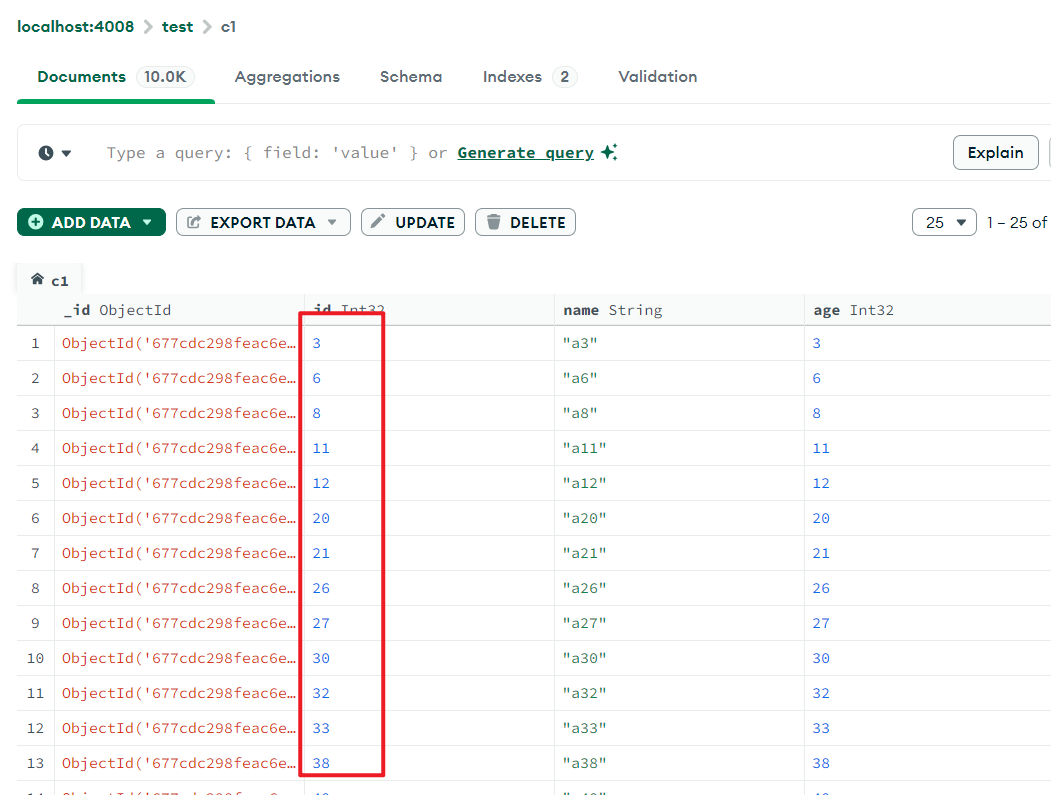 localhost:4008 > test > c1
Documents 10.0K Aggregations Schema Indexes 2 Validation
Type a query: { field: 'value' } or Generate query Explain
ADD DATA EXPORT DATA UPDATE DELETE 25 1 – 25 of
c1
_id ObjectId id Int32 name String age Int32
1 ObjectId('677cdc298feac6e… 3 "a3" 3
2 ObjectId('677cdc298feac6e… 6 "a6" 6
3 ObjectId('677cdc298feac6e… 8 "a8" 8
4 ObjectId('677cdc298feac6e… 11 "a11" 11
5 ObjectId('677cdc298feac6e… 12 "a12" 12
6 ObjectId('677cdc298feac6e… 20 "a20" 20
7 ObjectId('677cdc298feac6e… 21 "a21" 21
8 ObjectId('677cdc298feac6e… 26 "a26" 26
9 ObjectId('677cdc298feac6e… 27 "a27" 27
10 ObjectId('677cdc298feac6e… 30 "a30" 30
11 ObjectId('677cdc298feac6e… 32 "a32" 32
12 ObjectId('677cdc298feac6e… 33 "a33" 33
13 ObjectId('677cdc298feac6e… 38 "a38" 38